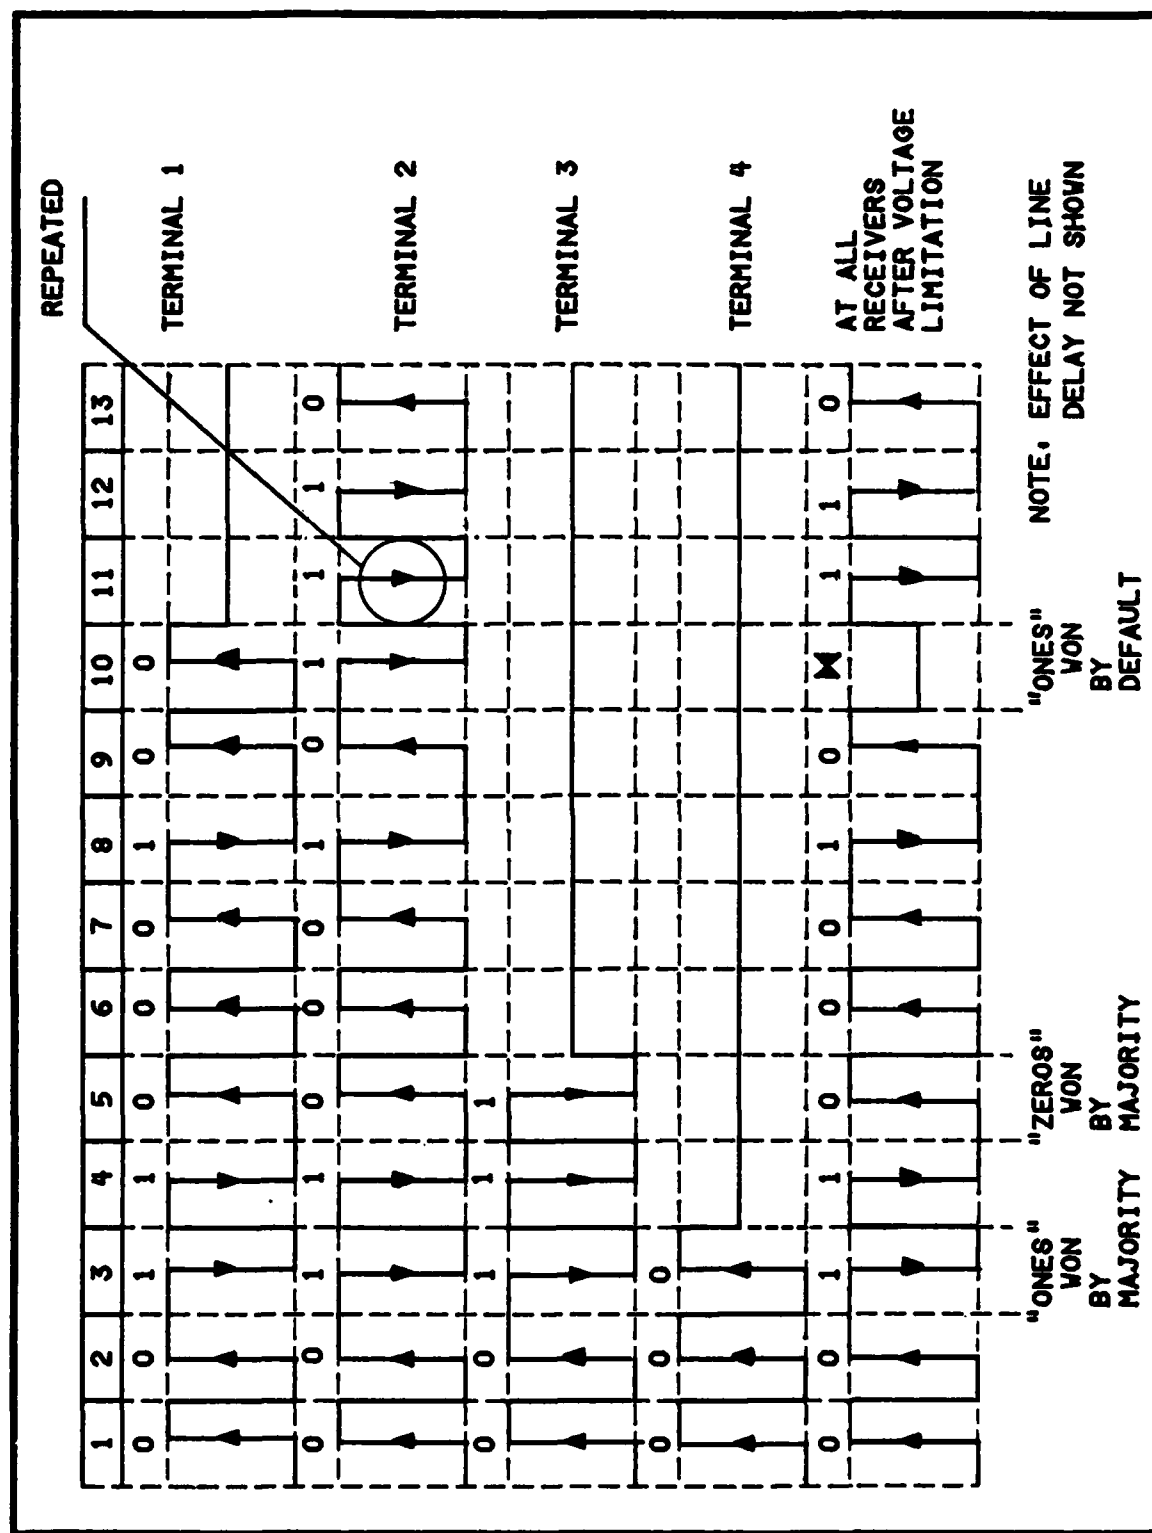 REPEATED
1 2 3 4 5 6 7 8 9 10 11 12 13
0 0 1 1 0 0 0 1 0 0
TERMINAL 1
0 0 1 1 0 0 0 1 0 1 1 1 0
TERMINAL 2
0 0 1 1 1
TERMINAL 3
0 0 0
TERMINAL 4
0 0 1 1 0 0 0 1 0 X 1 1 0
AT ALL
RECEIVERS
AFTER VOLTAGE
LIMITATION
"ONES"
WON
BY
MAJORITY
"ZEROS"
WON
BY
MAJORITY
"ONES"
WON
BY
DEFAULT
NOTE. EFFECT OF LINE
DELAY NOT SHOWN